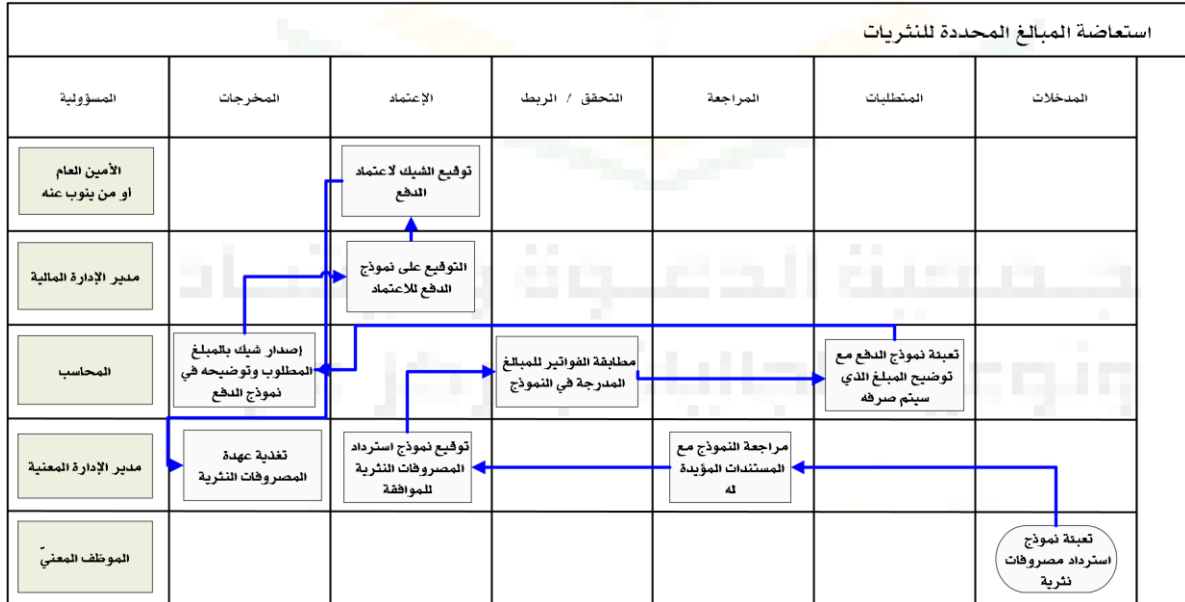 استعاضة المبالغ المحددة للنثريات
المدخلات
المتطلبات
المراجعة
التحقق / الربط
الإعتماد
المخرجات
المسؤولية
توقيع الشيك لاعتماد
الدفع
الأمين العام
أو من ينوب عنه
التوقيع على نموذج
الدفع للاعتماد
مدير الإدارة المالية
تعبئة نموذج الدفع مع
توضيح المبلغ الذي
سيتم صرفه
مطابقة الفواتير للمبالغ
المدرجة في النموذج
إصدار شيك بالمبلغ
المطلوب وتوضيحه في
نموذج الدفع
المحاسب
مراجعة النموذج مع
المستندات المؤيدة
له
توقيع نموذج استرداد
المصروفات النثرية
للموافقة
تغذية عهدة
المصروفات النثرية
مدير الإدارة المعنية
تعبئة نموذج
استرداد مصروفات
نثرية
الموظف المعنيّ
جمعية الدعوة